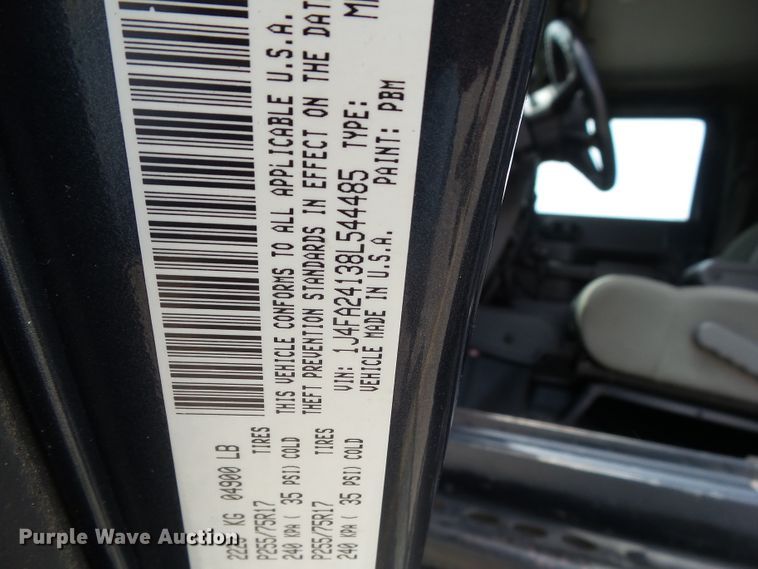 222 KG 04900 LB
P255/75R17 TIRES
240 KPA ( 35 PSI) COLD
P255/75R17 TIRES
240 KPA ( 35 PSI) COLD
THIS VEHICLE CONFORMS TO ALL APPLICABLE U.S.A.
THEFT PREVENTION STANDARDS IN EFFECT ON THE DAT
VIN: 1J4FA24138L544485 TYPE:
VEHICLE MADE IN U.S.A. PAINT: PBM
Purple Wave Auction